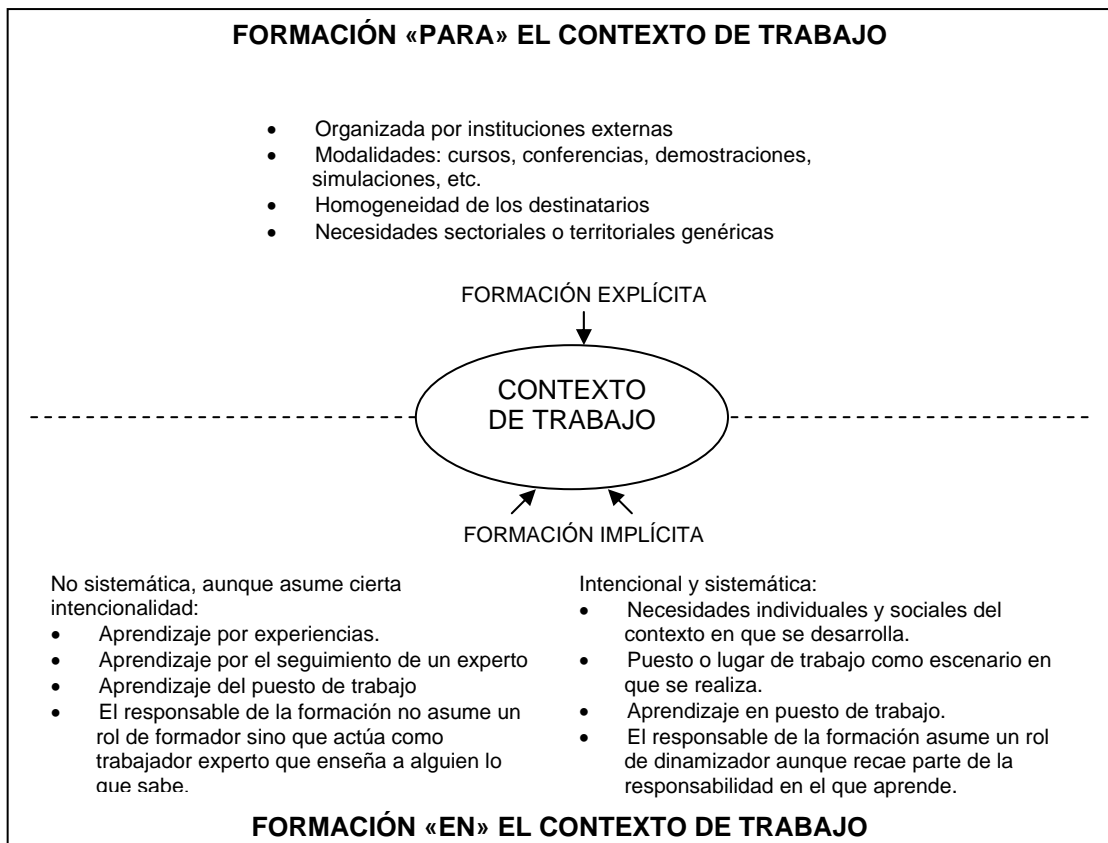 FORMACIÓN «PARA» EL CONTEXTO DE TRABAJO
• Organizada por instituciones externas
• Modalidades: cursos, conferencias, demostraciones,
simulaciones, etc.
• Homogeneidad de los destinatarios
• Necesidades sectoriales o territoriales genéricas
FORMACIÓN EXPLÍCITA
CONTEXTO
DE TRABAJO
FORMACIÓN IMPLÍCITA
No sistemática, aunque asume cierta
intencionalidad:
• Aprendizaje por experiencias.
• Aprendizaje por el seguimiento de un experto
• Aprendizaje del puesto de trabajo
• El responsable de la formación no asume un
rol de formador sino que actúa como
trabajador experto que enseña a alguien lo
que sabe.
Intencional y sistemática:
• Necesidades individuales y sociales del
contexto en que se desarrolla.
• Puesto o lugar de trabajo como escenario en
que se realiza.
• Aprendizaje en puesto de trabajo.
• El responsable de la formación asume un rol
de dinamizador aunque recae parte de la
responsabilidad en el que aprende.
FORMACIÓN «EN» EL CONTEXTO DE TRABAJO